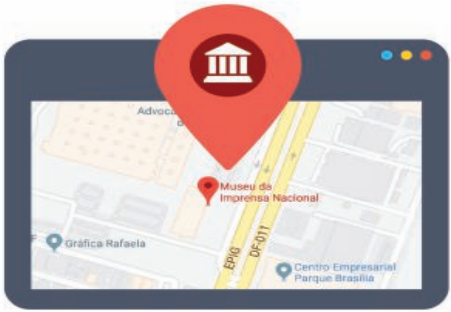 Advoca
Museu da
Imprensa Nacional
Gráfica Rafaela
EPIG
DF-011
Centro Empresarial
Parque Brasília